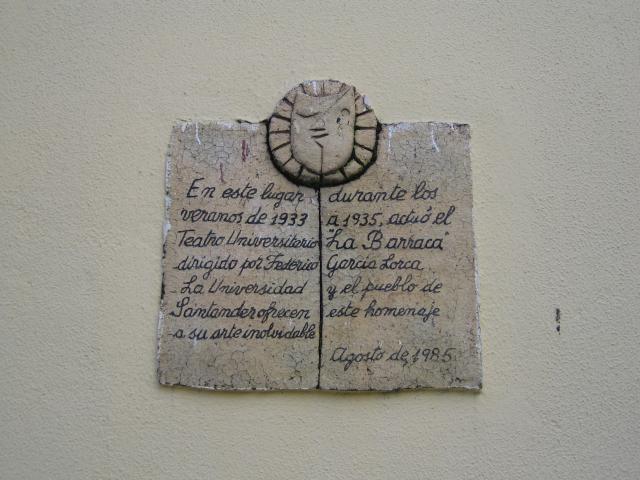 En este lugar, durante los
veranos de 1933 a 1935, actuó el
Teatro Universitario "La Barraca"
dirigido por Federico García Lorca
La Universidad y el pueblo de
Santander ofrecen este homenaje
a su arte inolvidable
Agosto de 1985